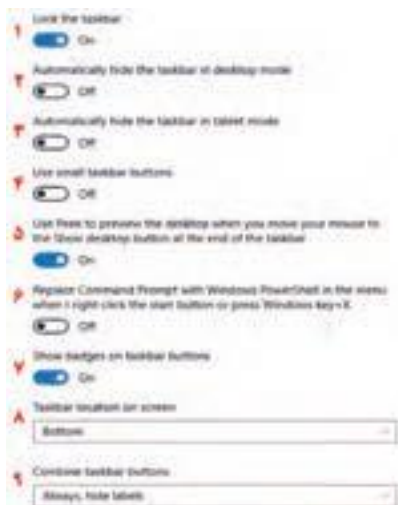 ۱ Lock the taskbar
On
۲ Automatically hide the taskbar in desktop mode
Off
۳ Automatically hide the taskbar in tablet mode
Off
۴ Use small taskbar buttons
Off
۵ Use Peek to preview the desktop when you move your mouse to
the Show desktop button at the end of the taskbar
On
۶ Replace Command Prompt with Windows PowerShell in the menu
when I right-click the start button or press Windows key+X
Off
۷ Show badges on taskbar buttons
On
۸ Taskbar location on screen
Bottom
۹ Combine taskbar buttons
Always, hide labels